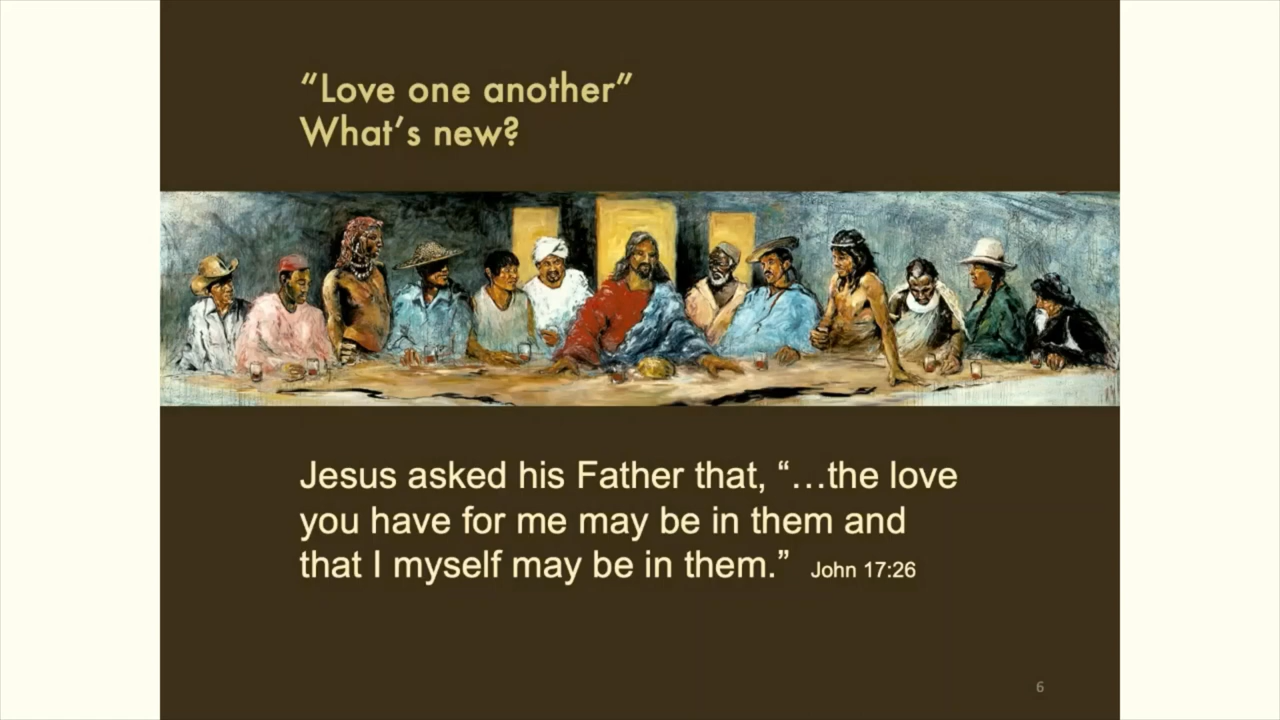 “Love one another”
What’s new?
Jesus asked his Father that, “…the love
you have for me may be in them and
that I myself may be in them.” John 17:26
6